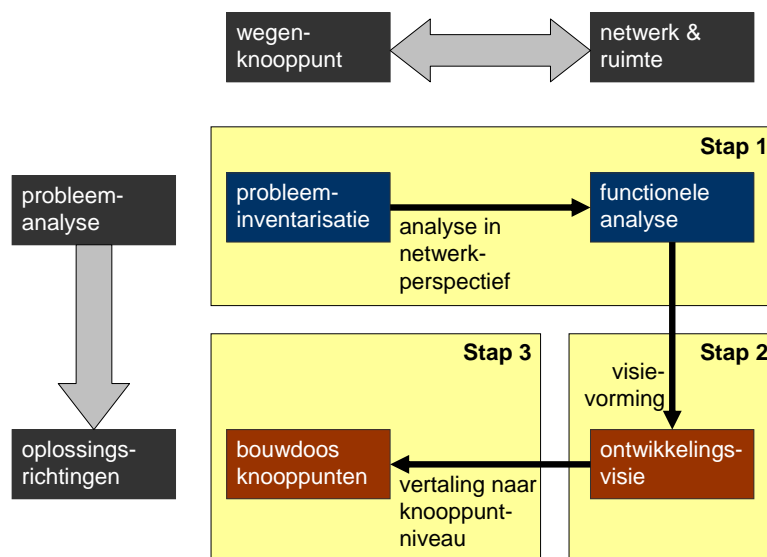 wegen-
knooppunt
netwerk &
ruimte
Stap 1
probleem-
analyse
probleem-
inventarisatie
functionele
analyse
analyse in
netwerk-
perspectief
Stap 3
Stap 2
visie-
vorming
oplossings-
richtingen
bouwdoos
knooppunten
ontwikkelings-
visie
vertaling naar
knooppunt-
niveau